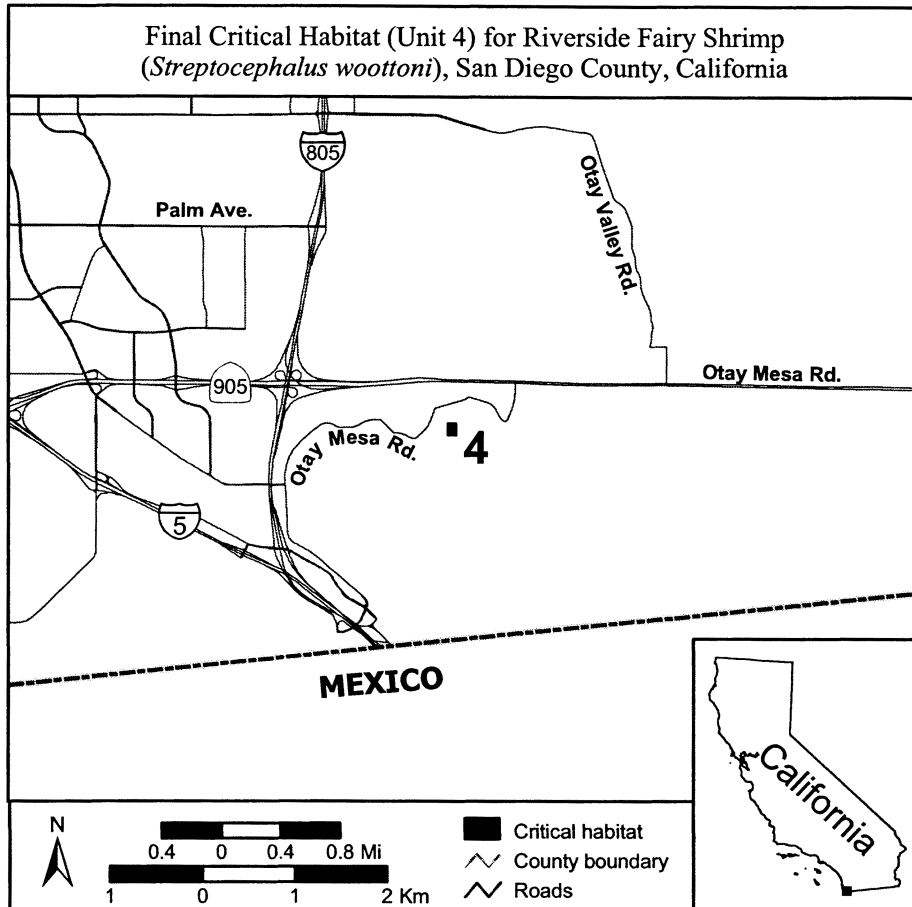 Final Critical Habitat (Unit 4) for Riverside Fairy Shrimp
(Streptocephalus woottoni), San Diego County, California
805
Otay Valley Rd.
Palm Ave.
Otay Mesa Rd.
905
Otay Mesa Rd.
4
5
MEXICO
California
N
0.4 0 0.4 0.8 Mi
1 0 1 2 Km
Critical habitat
County boundary
Roads